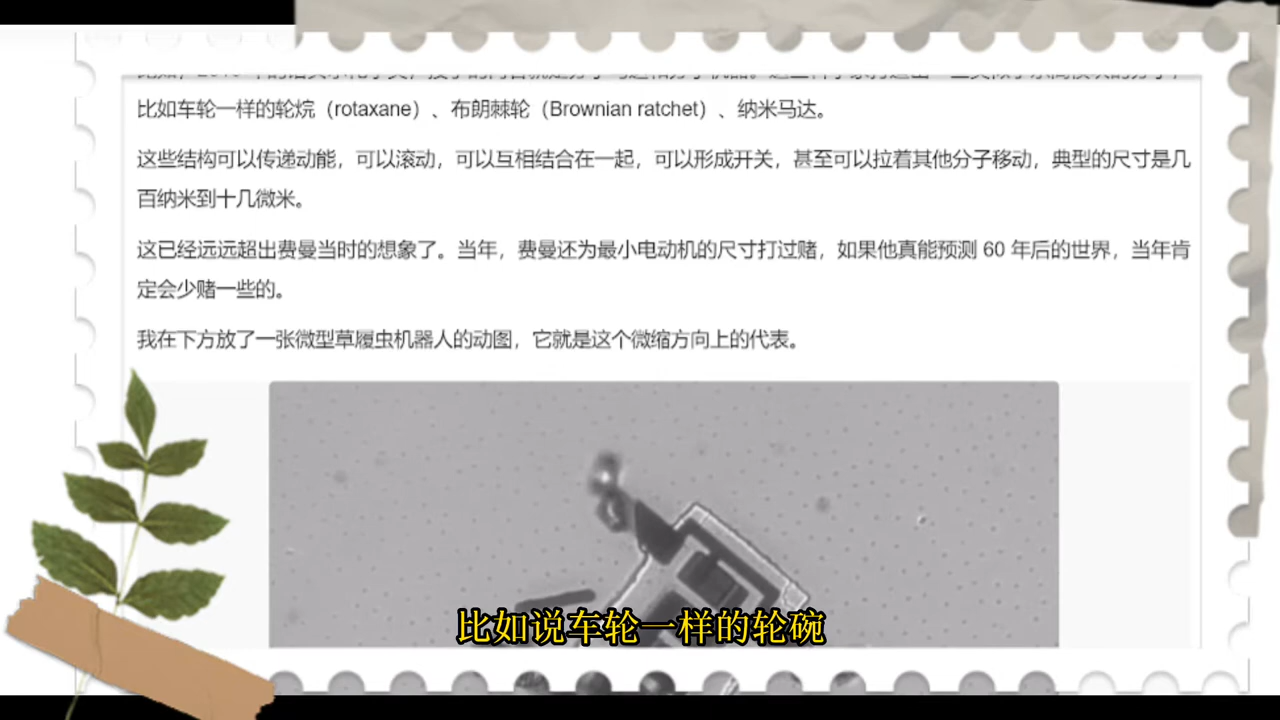 比如车轮一样的轮烷（rotaxane）、布朗棘轮（Brownian ratchet）、纳米马达。
这些结构可以传递动能，可以滚动，可以互相结合在一起，可以形成开关，甚至可以拉着其他分子移动，典型的尺寸是几
百纳米到十几微米。
这已经远远超出费曼当时的想象了。当年，费曼还为最小电动机的尺寸打过赌，如果他真能预测 60 年后的世界，当年肯
定会少赌一些的。
我在下方放了一张微型草履虫机器人的动图，它就是这个微缩方向上的代表。
比如说车轮一样的轮碗